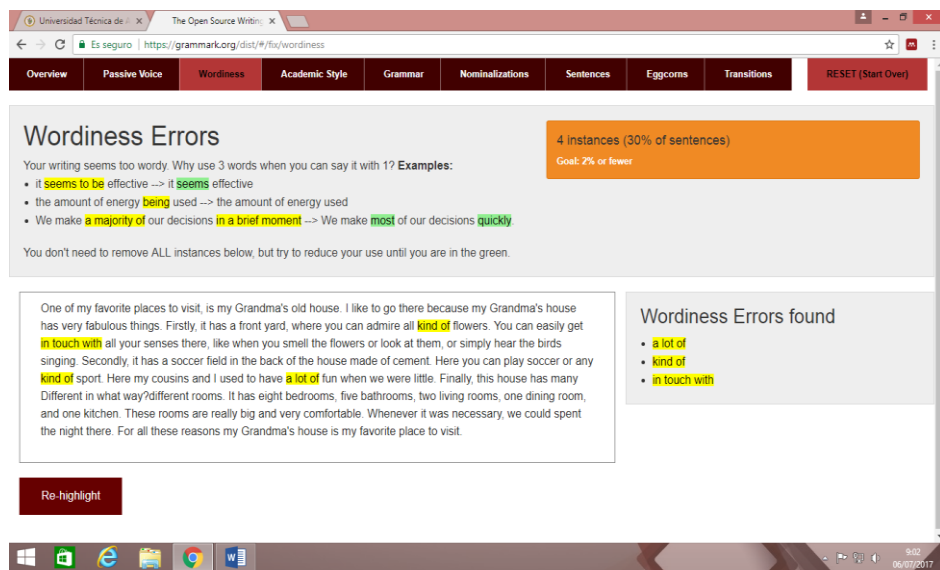 Universidad Técnica de A
The Open Source Writing
Es seguro | https://grammark.org/dist/#/fix/wordiness
Overview Passive Voice Wordiness Academic Style Grammar Nominalizations Sentences Eggcorns Transitions RESET (Start Over)
Wordiness Errors
Your writing seems too wordy. Why use 3 words when you can say it with 1? Examples:
• it seems to be effective --> it seems effective
• the amount of energy being used --> the amount of energy used
• We make a majority of our decisions in a brief moment --> We make most of our decisions quickly.
You don't need to remove ALL instances below, but try to reduce your use until you are in the green.
4 instances (30% of sentences)
Goal: 2% or fewer
One of my favorite places to visit, is my Grandma's old house. I like to go there because my Grandma's house
has very fabulous things. Firstly, it has a front yard, where you can admire all kind of flowers. You can easily get
in touch with all your senses there, like when you smell the flowers or look at them, or simply hear the birds
singing. Secondly, it has a soccer field in the back of the house made of cement. Here you can play soccer or any
kind of sport. Here my cousins and I used to have a lot of fun when we were little. Finally, this house has many
Different in what way?different rooms. It has eight bedrooms, five bathrooms, two living rooms, one dining room,
and one kitchen. These rooms are really big and very comfortable. Whenever it was necessary, we could spent
the night there. For all these reasons my Grandma's house is my favorite place to visit.
Wordiness Errors found
• a lot of
• kind of
• in touch with
Re-highlight
9:02
06/07/2017